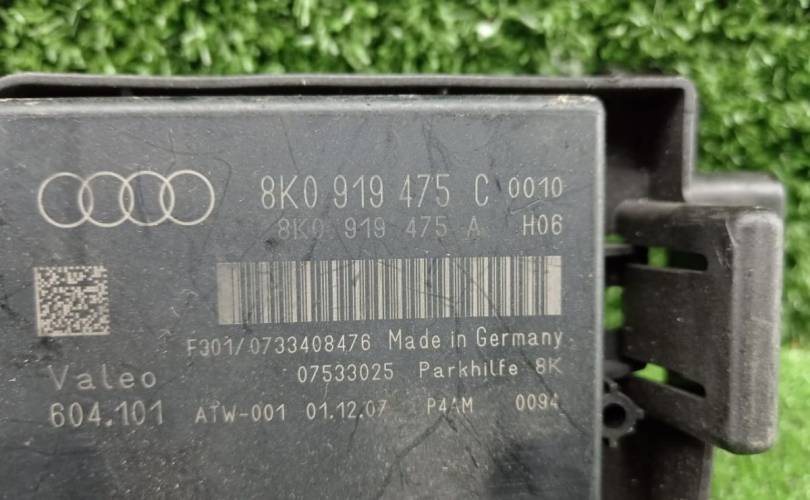 8K0 919 475 C 0010
8K0 919 475 A H06
F301/0733408476 Made in Germany
Valeo 07533025 Parkhilfe 8K
604.101 ATW-001 01.12.07 P4AM 0094